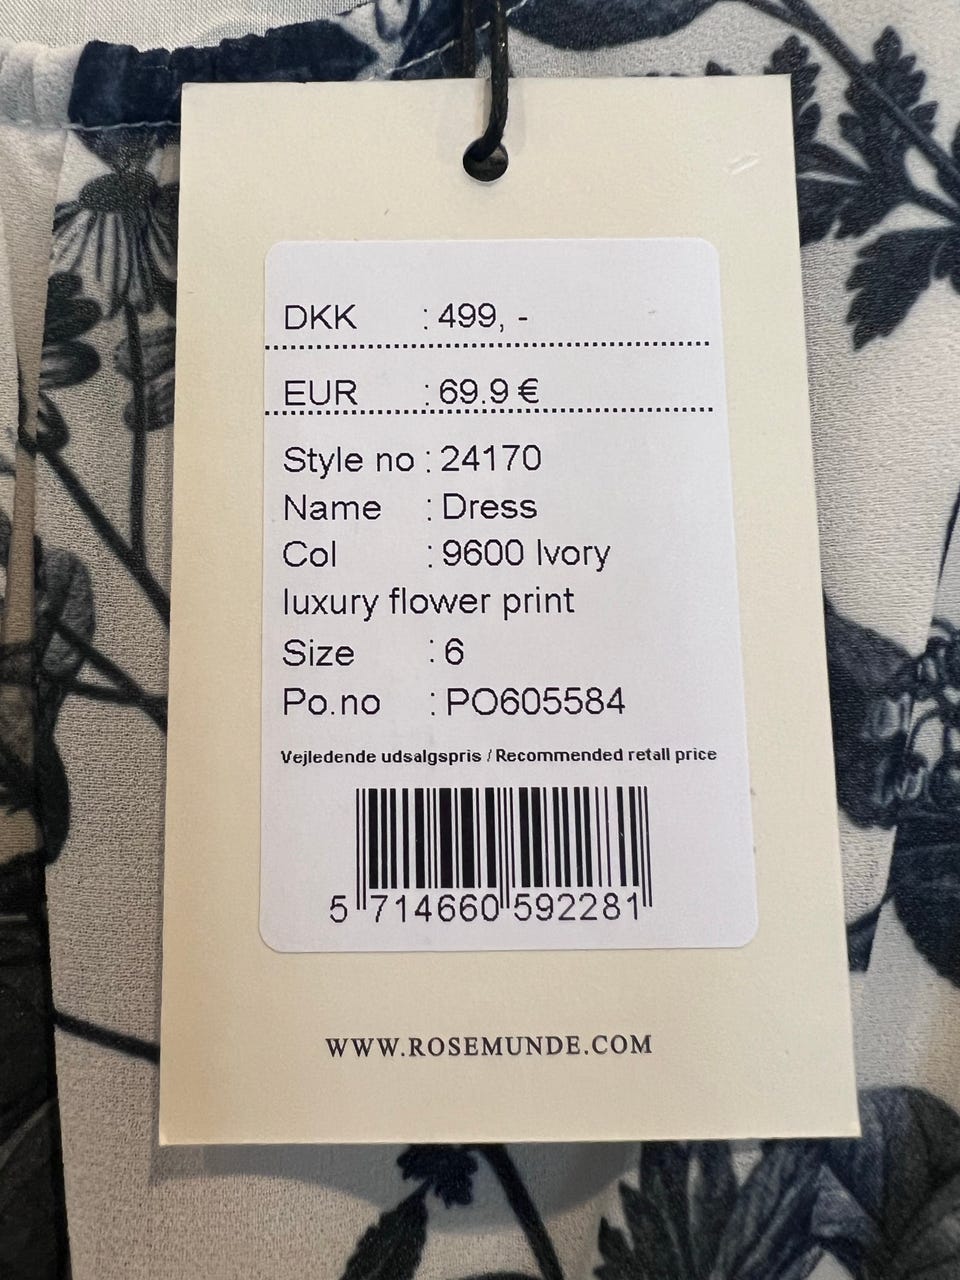 DKK : 499, -
EUR : 69.9 €
Style no : 24170
Name : Dress
Col : 9600 Ivory
luxury flower print
Size : 6
Po.no : PO605584
Vejledende udsalgspris / Recommended retail price
5 714660 592281
WWW.ROSEMUNDE.COM